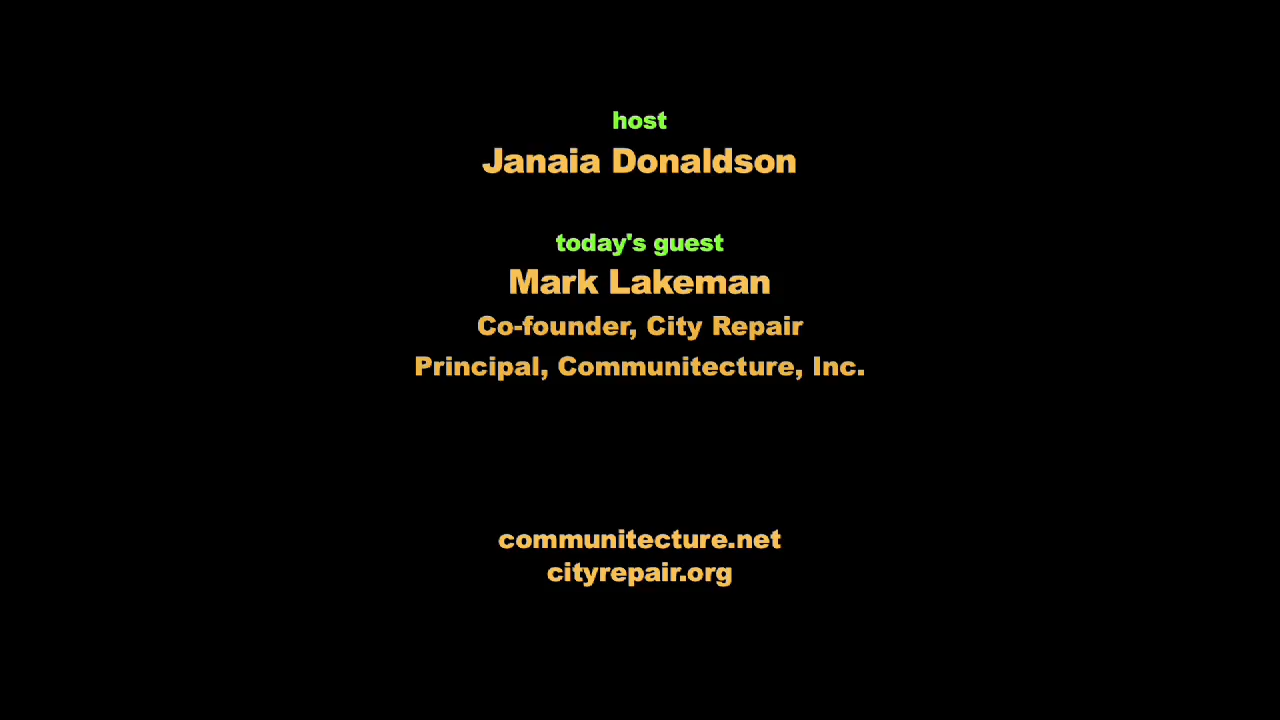 host
Janaia Donaldson
today's guest
Mark Lakeman
Co-founder, City Repair
Principal, Communitecture, Inc.
communitecture.net
cityrepair.org